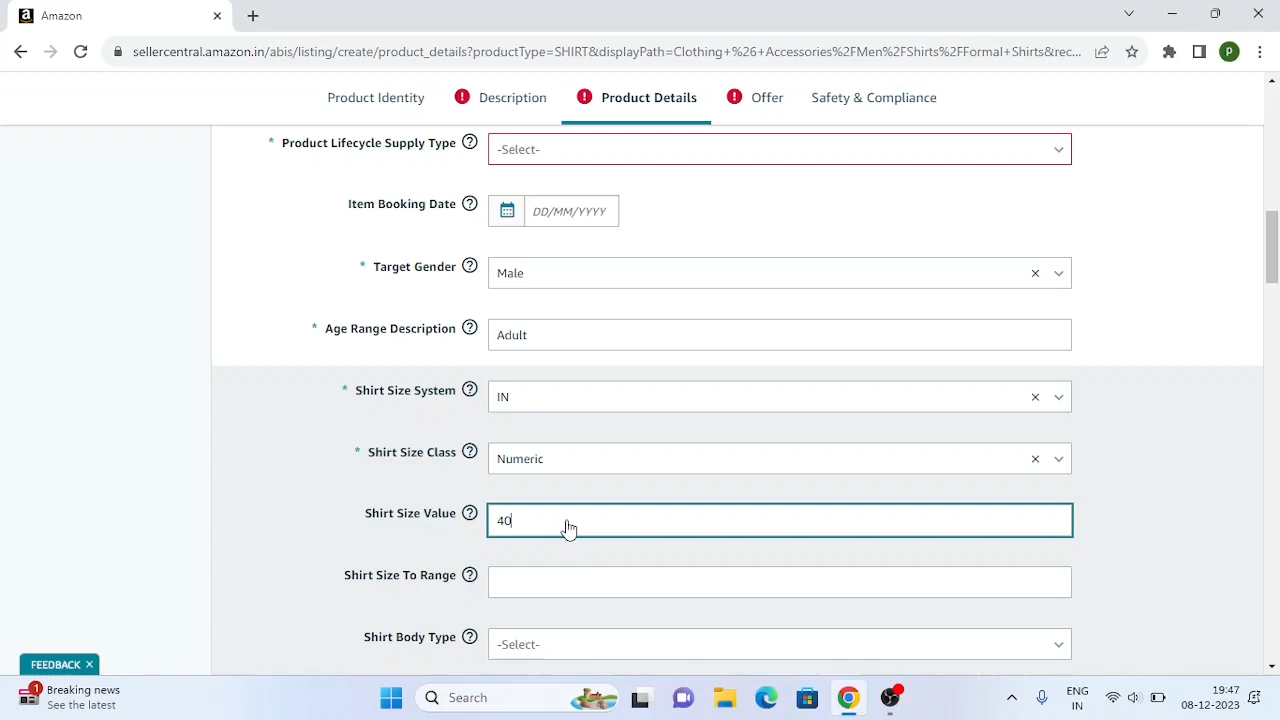 Amazon
sellercentral.amazon.in/abis/listing/create/product_details?productType=SHIRT&displayPath=Clothing+%26+Accessories%2FMen%2FShirts%2FFormal+Shirts&rec...
P
Product Identity ! Description ! Product Details ! Offer Safety & Compliance
* Product Lifecycle Supply Type ? -Select-
Item Booking Date ? DD/MM/YYYY
* Target Gender ? Male
* Age Range Description ? Adult
* Shirt Size System ? IN
* Shirt Size Class ? Numeric
Shirt Size Value ? 40
Shirt Size To Range ?
Shirt Body Type ? -Select-
FEEDBACK ×
1 Breaking news
See the latest
Search
ENG
IN
19:47
08-12-2023